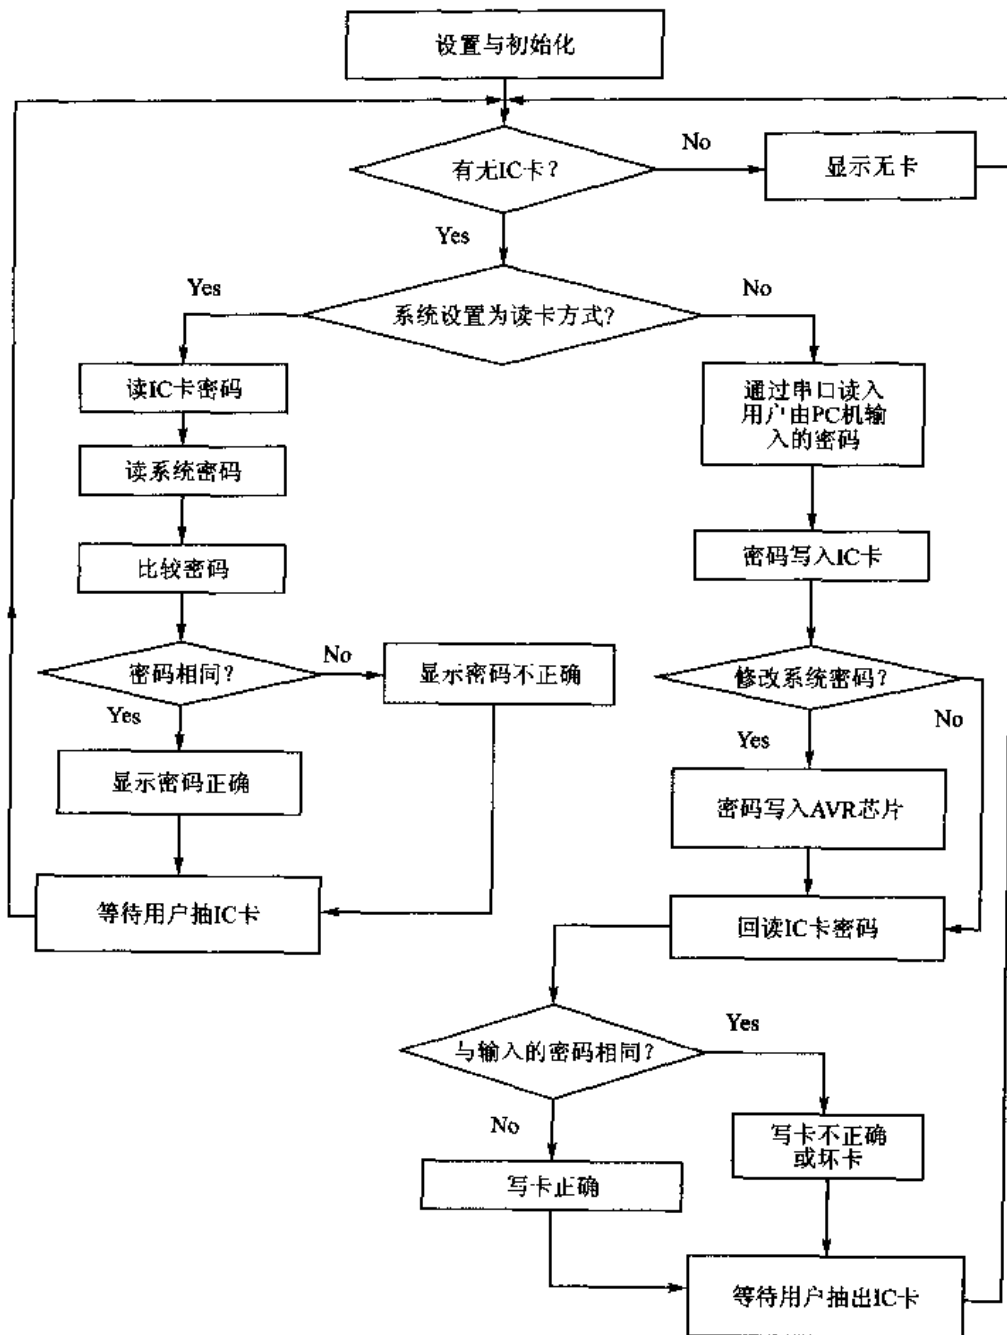 设置与初始化
No
有无IC卡?
显示无卡
Yes
Yes
No
系统设置为读卡方式?
读IC卡密码
通过串口读入
用户由PC机输
入的密码
读系统密码
密码写入IC卡
比较密码
No
密码相同?
显示密码不正确
修改系统密码?
Yes
No
Yes
显示密码正确
密码写入AVR芯片
等待用户抽IC卡
回读IC卡密码
Yes
与输入的密码相同?
No
写卡不正确
或坏卡
写卡正确
等待用户抽出IC卡